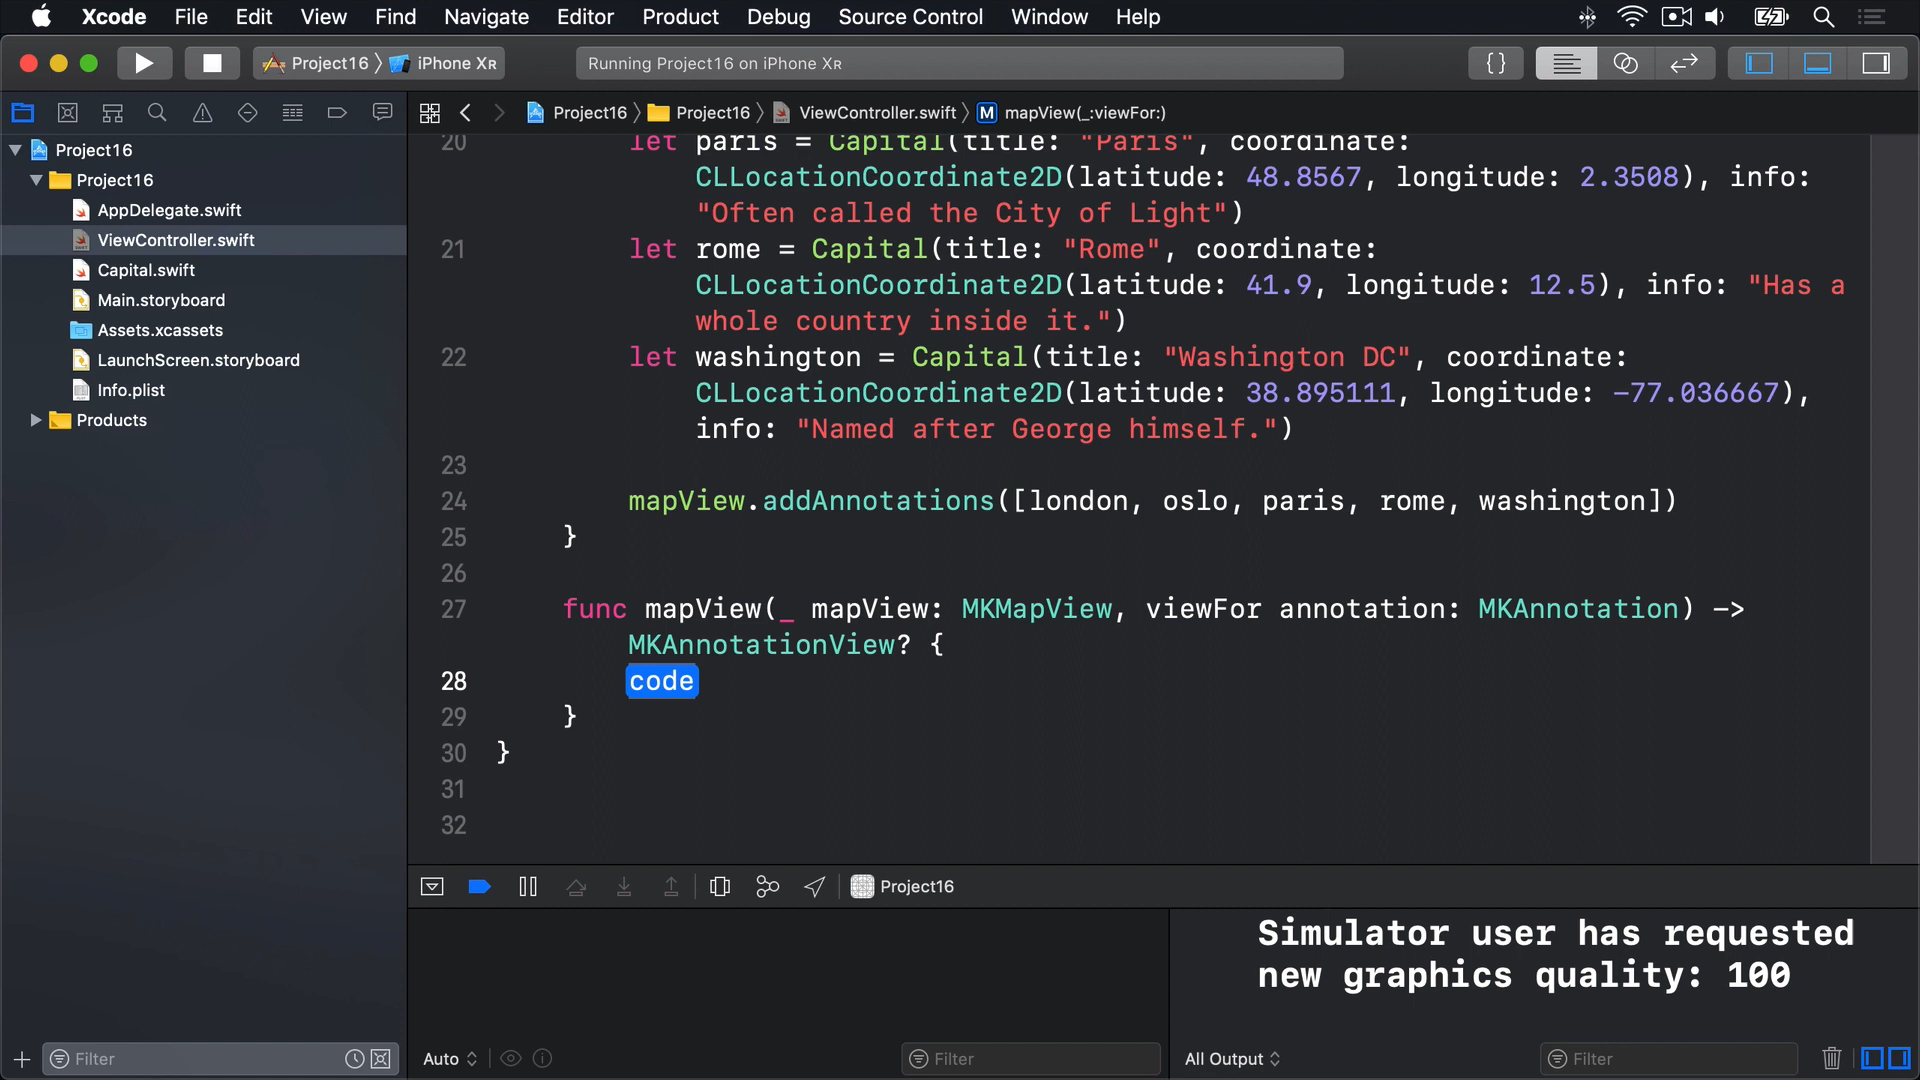 Xcode File Edit View Find Navigate Editor Product Debug Source Control Window Help
Project16 iPhone XR
Running Project16 on iPhone XR
{}
Project16 Project16 ViewController.swift M mapView(_:viewFor:)
Project16
Project16
AppDelegate.swift
ViewController.swift
Capital.swift
Main.storyboard
Assets.xcassets
LaunchScreen.storyboard
Info.plist
Products
20 let paris = Capital(title: "Paris", coordinate:
CLLocationCoordinate2D(latitude: 48.8567, longitude: 2.3508), info:
"Often called the City of Light")
21 let rome = Capital(title: "Rome", coordinate:
CLLocationCoordinate2D(latitude: 41.9, longitude: 12.5), info: "Has a
whole country inside it.")
22 let washington = Capital(title: "Washington DC", coordinate:
CLLocationCoordinate2D(latitude: 38.895111, longitude: -77.036667),
info: "Named after George himself.")
23
24 mapView.addAnnotations([london, oslo, paris, rome, washington])
25 }
26
27 func mapView(_ mapView: MKMapView, viewFor annotation: MKAnnotation) ->
MKAnnotationView? {
28 code
29 }
30 }
31
32
Project16
Simulator user has requested
new graphics quality: 100
Filter
Auto
Filter
All Output
Filter